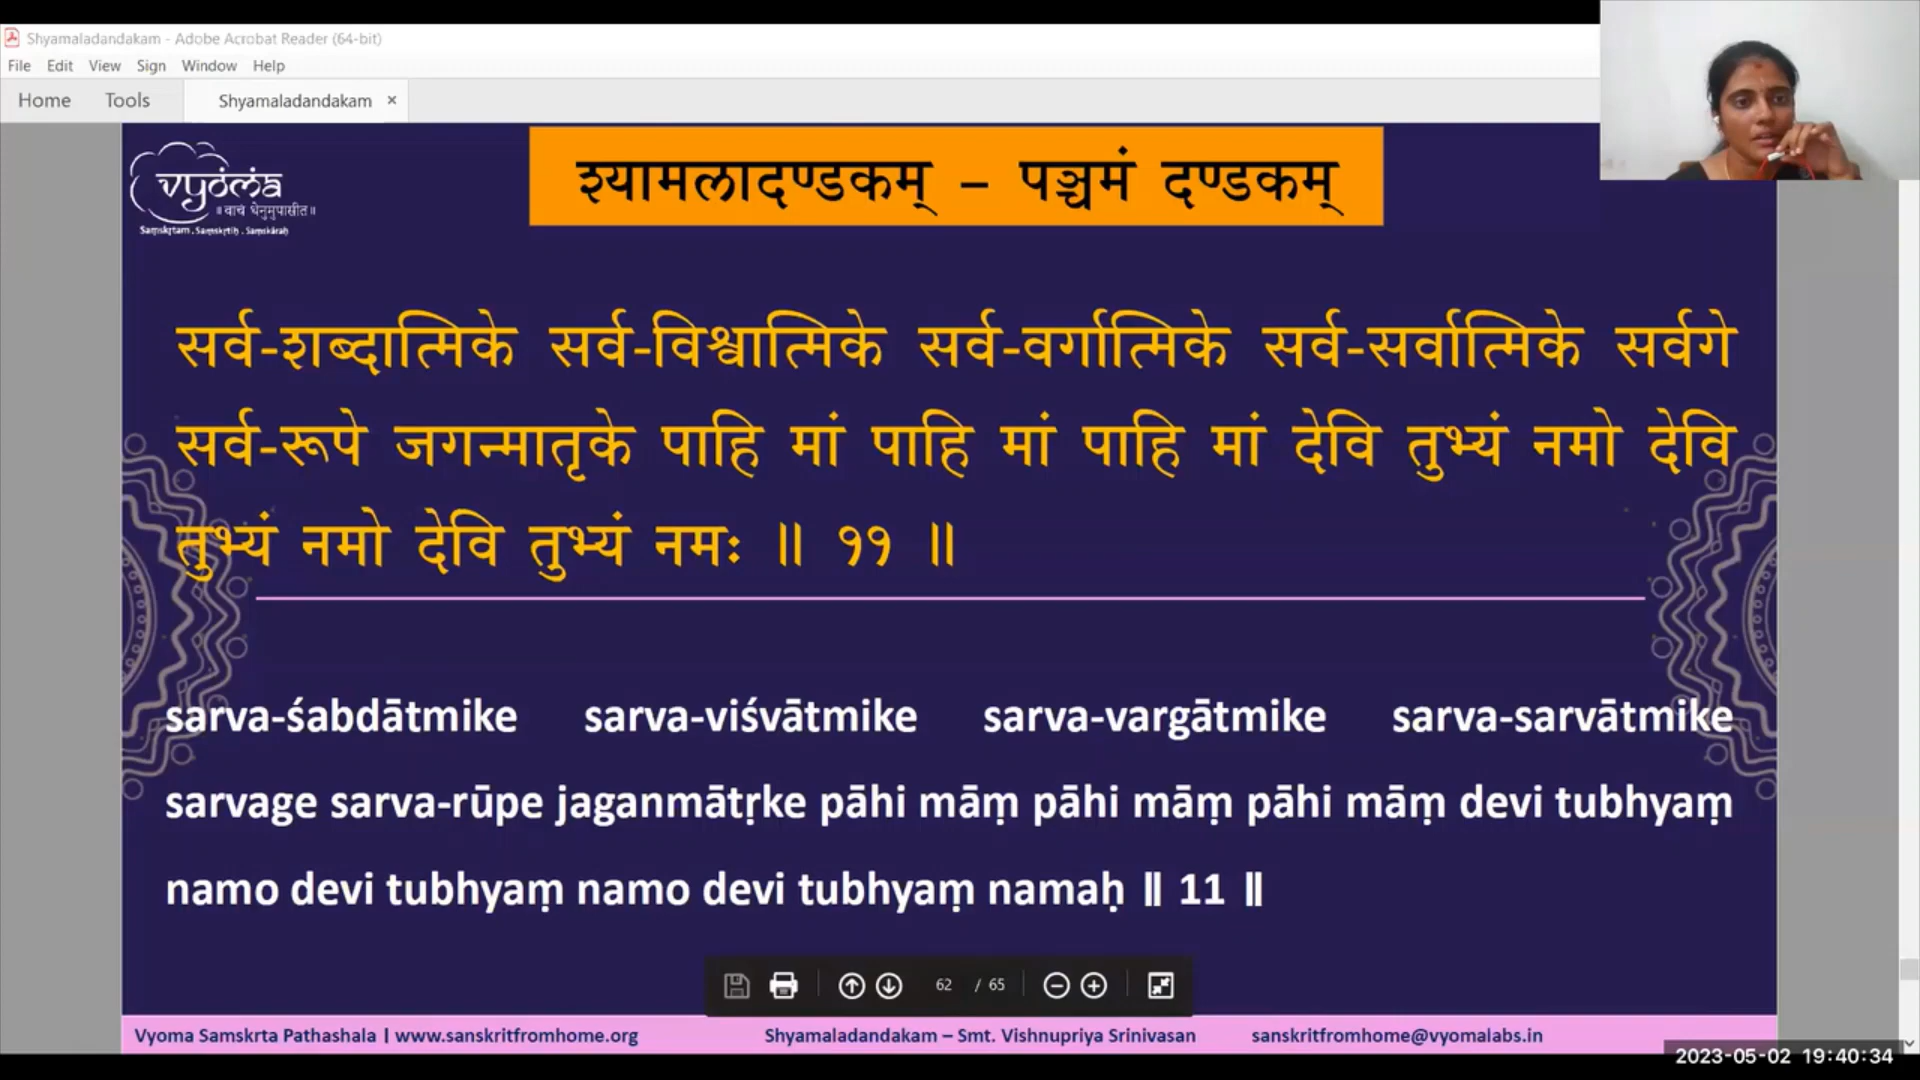 Shyamaladandakam - Adobe Acrobat Reader (64-bit)
File Edit View Sign Window Help
Home Tools Shyamaladandakam ×
vyoma
॥ वाचं धेनुमुपासीत॥
Saṃskṛtam . Saṃskṛtiḥ . Saṃskāraḥ
श्यामलादण्डकम् – पञ्चमं दण्डकम्
सर्व-शब्दात्मिके सर्व-विश्वात्मिके सर्व-वर्गात्मिके सर्व-सर्वात्मिके सर्वगे
सर्व-रूपे जगन्मातृके पाहि मां पाहि मां पाहि मां देवि तुभ्यं नमो देवि
तुभ्यं नमो देवि तुभ्यं नमः ॥ ११ ॥
sarva-śabdātmike sarva-viśvātmike sarva-vargātmike sarva-sarvātmike
sarvage sarva-rūpe jaganmātṛke pāhi māṃ pāhi māṃ pāhi māṃ devi tubhyaṃ
namo devi tubhyaṃ namo devi tubhyaṃ namaḥ ॥ 11 ॥
62 / 65
Vyoma Samskrta Pathashala | www.sanskritfromhome.org Shyamaladandakam – Smt. Vishnupriya Srinivasan sanskritfromhome@vyomalabs.in
2023-05-02 19:40:34